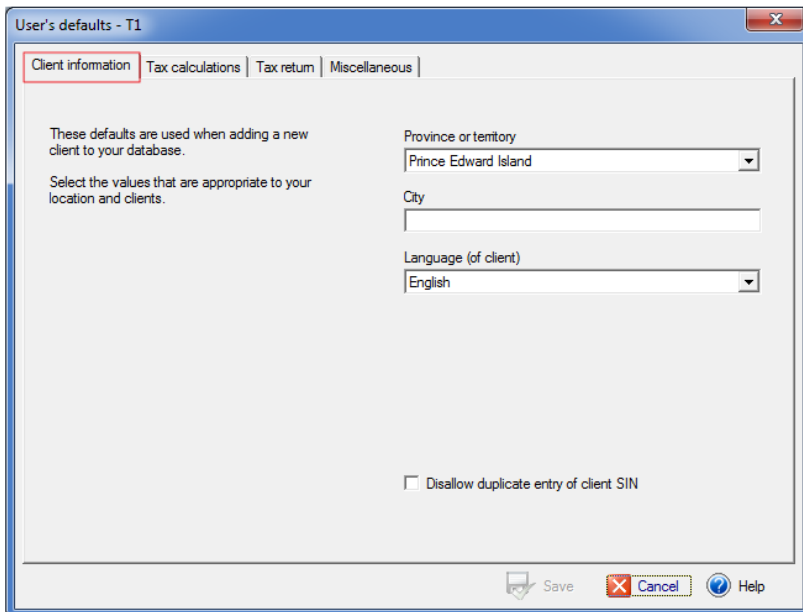 User's defaults - T1
Client information
Tax calculations
Tax return
Miscellaneous
These defaults are used when adding a new
client to your database.
Select the values that are appropriate to your
location and clients.
Province or territory
Prince Edward Island
City
Language (of client)
English
Disallow duplicate entry of client SIN
Save
Cancel
Help